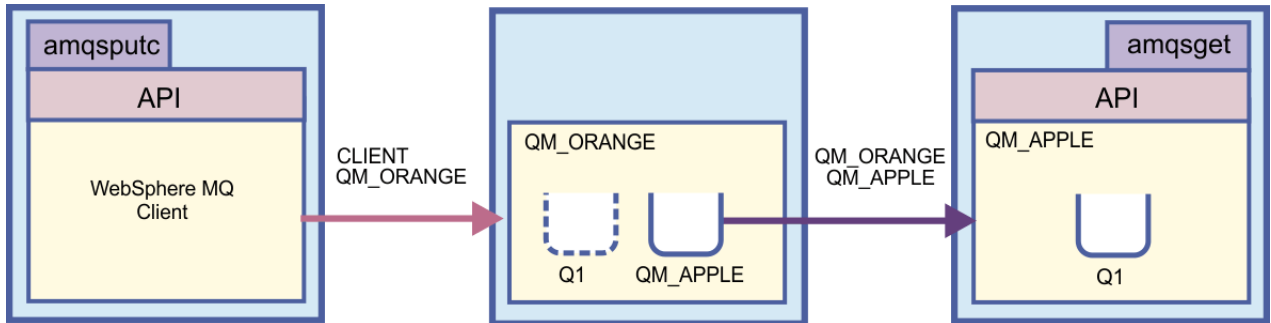 amqsputc
API
WebSphere MQ
Client
CLIENT
QM_ORANGE
QM_ORANGE
Q1
QM_APPLE
QM_ORANGE
QM_APPLE
amqsget
API
QM_APPLE
Q1